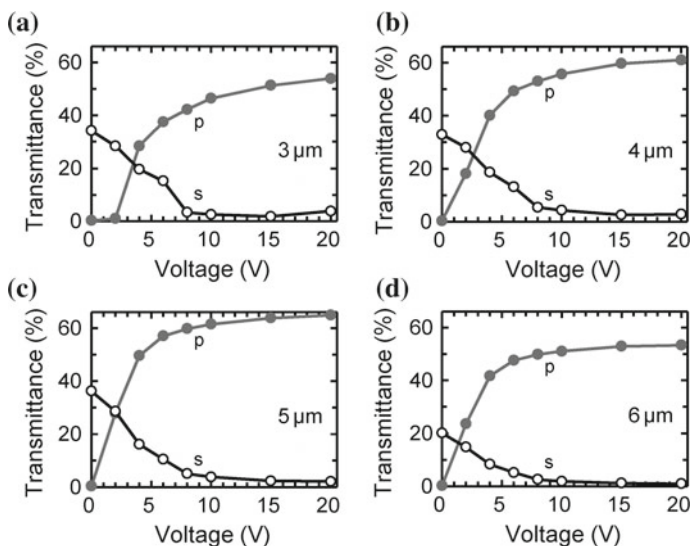 (a)
Transmittance (%)
60
40
20
0
p
s
3 µm
0 5 10 15 20
Voltage (V)
(b)
Transmittance (%)
60
40
20
0
p
s
4 µm
0 5 10 15 20
Voltage (V)
(c)
Transmittance (%)
60
40
20
0
p
s
5 µm
0 5 10 15 20
Voltage (V)
(d)
Transmittance (%)
60
40
20
0
p
s
6 µm
0 5 10 15 20
Voltage (V)